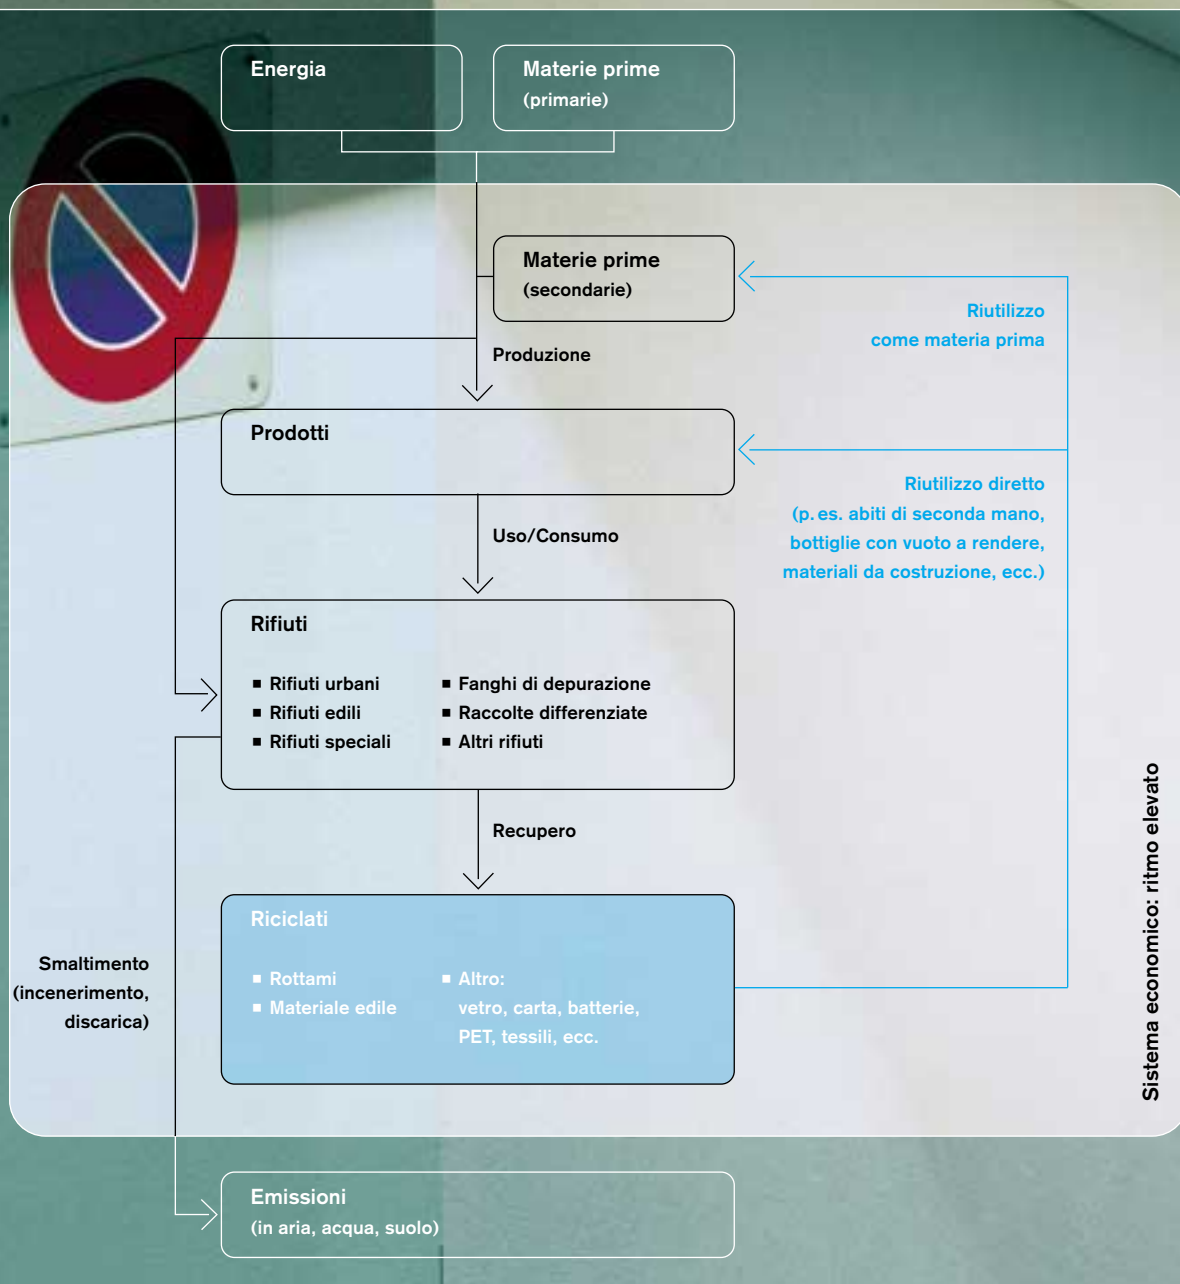 Energia
Materie prime
(primarie)
Materie prime
(secondarie)
Riutilizzo
come materia prima
Produzione
Prodotti
Riutilizzo diretto
(p. es. abiti di seconda mano,
bottiglie con vuoto a rendere,
materiali da costruzione, ecc.)
Uso/Consumo
Rifiuti
■ Rifiuti urbani
■ Rifiuti edili
■ Rifiuti speciali
■ Fanghi di depurazione
■ Raccolte differenziate
■ Altri rifiuti
Recupero
Riciclati
■ Rottami
■ Materiale edile
■ Altro:
vetro, carta, batterie,
PET, tessili, ecc.
Smaltimento
(incenerimento,
discarica)
Sistema economico: ritmo elevato
Emissioni
(in aria, acqua, suolo)